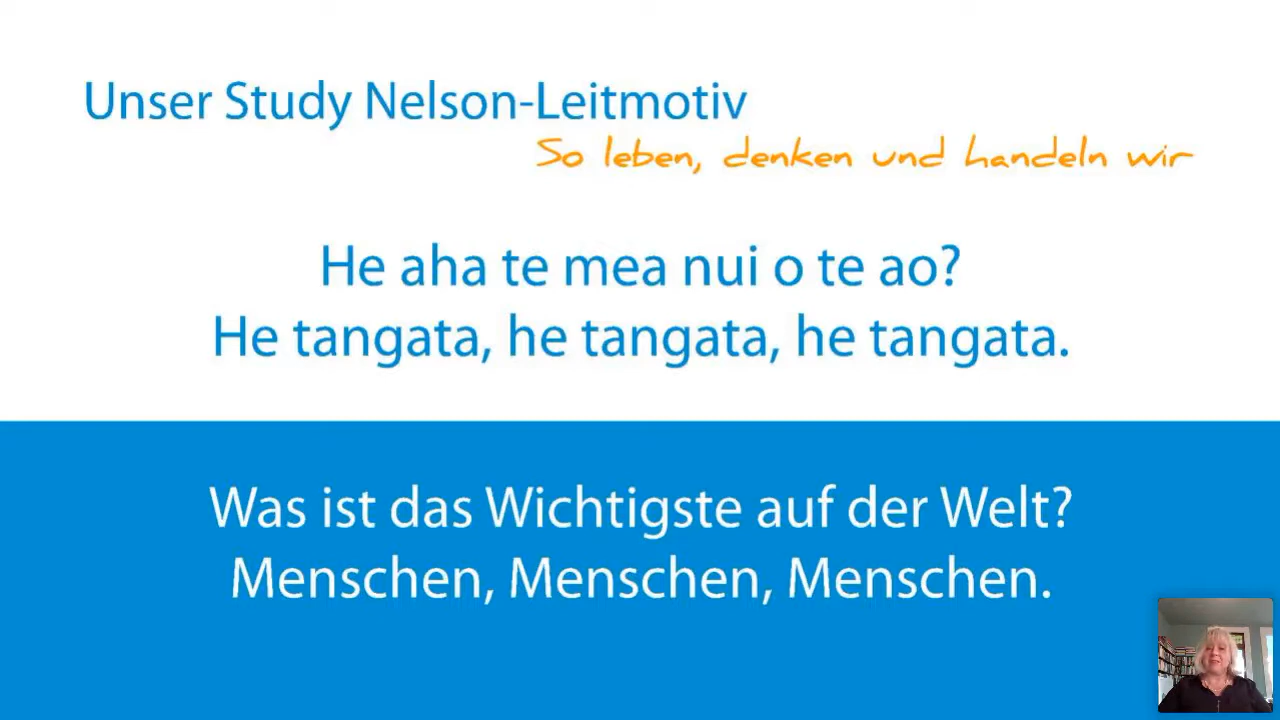 Unser Study Nelson-Leitmotiv
So leben, denken und handeln wir
He aha te mea nui o te ao?
He tangata, he tangata, he tangata.
Was ist das Wichtigste auf der Welt?
Menschen, Menschen, Menschen.